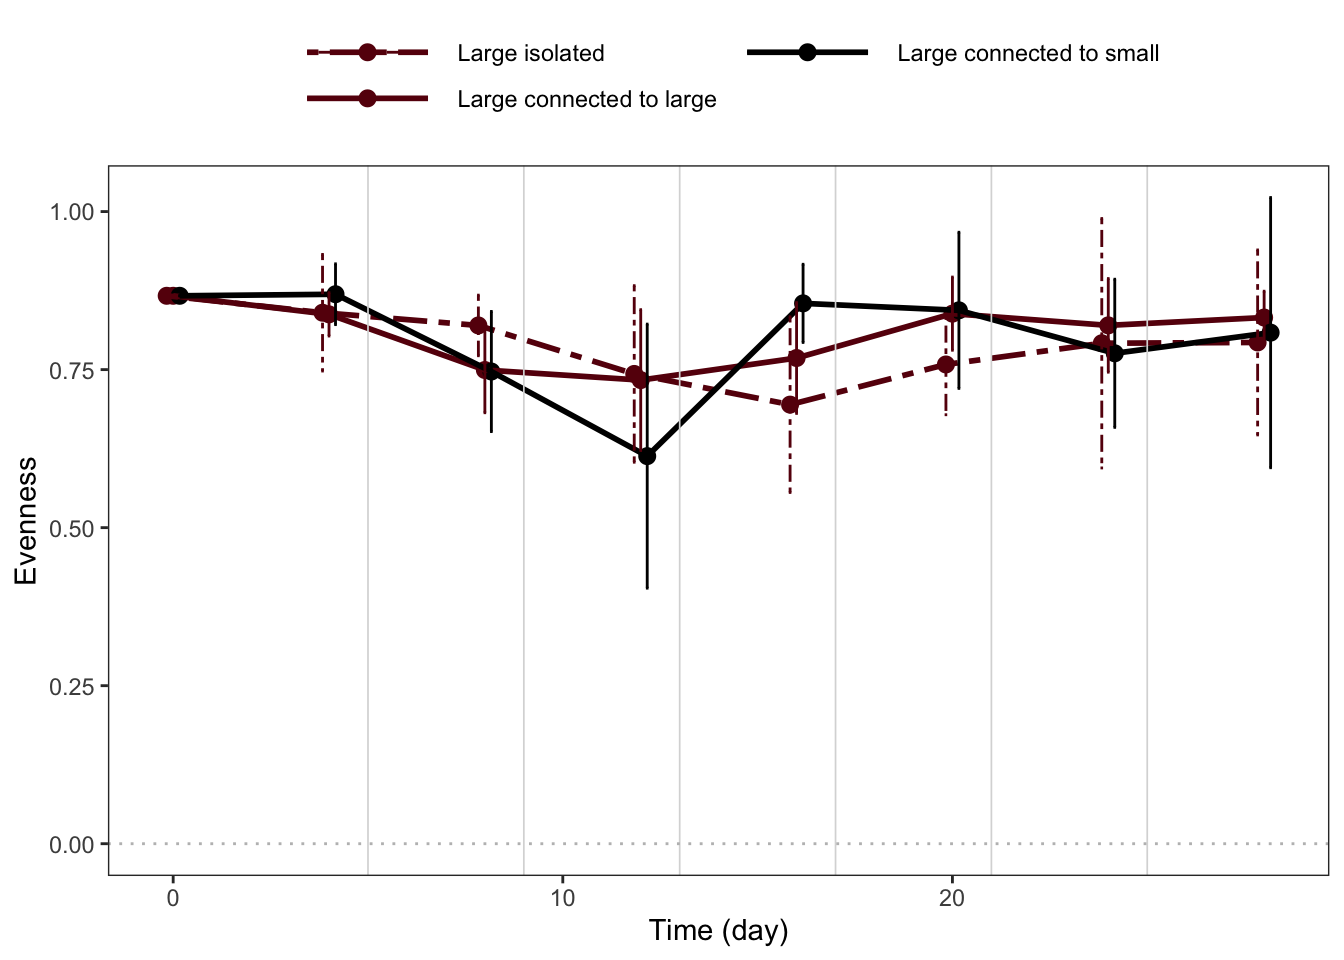 Large isolated
Large connected to small
Large connected to large
1.00
0.75
0.50
0.25
0.00
Evenness
0
10
20
Time (day)